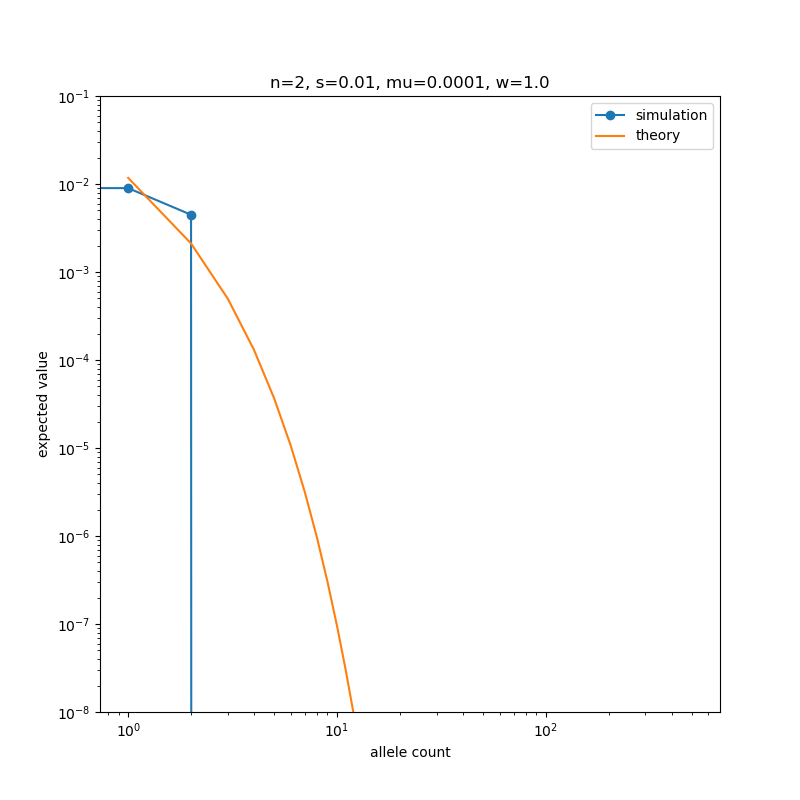 n=2, s=0.01, mu=0.0001, w=1.0
simulation
theory
10⁻¹
10⁻²
10⁻³
10⁻⁴
10⁻⁵
10⁻⁶
10⁻⁷
10⁻⁸
expected value
10⁰
10¹
10²
allele count